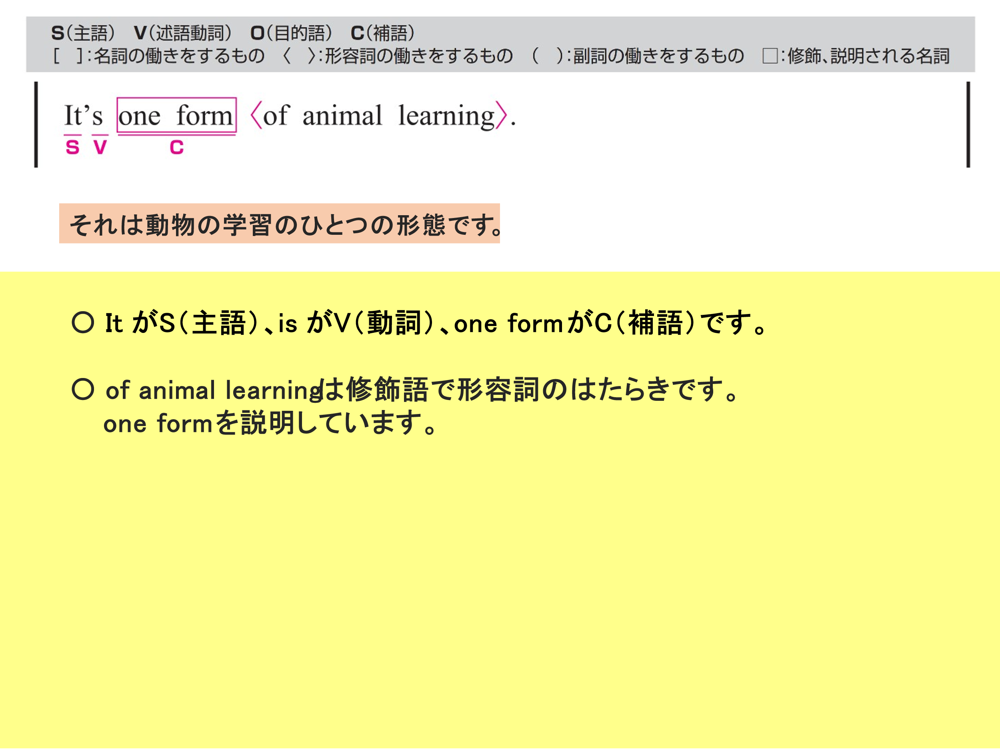 S（主語）　V（述語動詞）　O（目的語）　C（補語）
[　]：名詞の働きをするもの　〈　〉：形容詞の働きをするもの　(　)：副詞の働きをするもの　□：修飾、説明される名詞
It’s one form 〈of animal learning〉.
S V C
それは動物の学習のひとつの形態です。
○ It がS（主語）、is がV（動詞）、one formがC（補語）です。
○ of animal learningは修飾語で形容詞のはたらきです。
one formを説明しています。